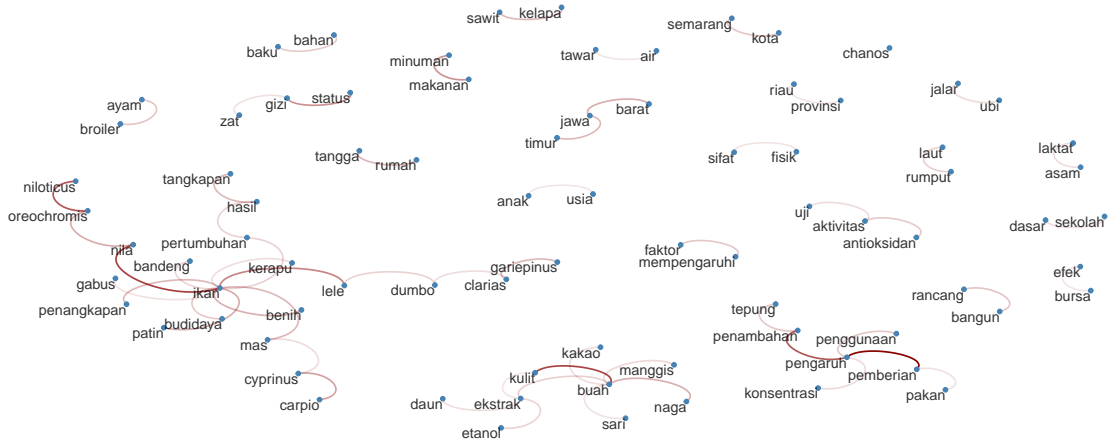 sawit kelapa
semarang
kota
baku bahan
minuman
makanan
tawar air
chanos
ayam
broiler
zat gizi status
jawa barat
timur
riau
provinsi
jalar
ubi
tangga rumah
sifat fisik
laut
rumput
laktat
asam
niloticus
oreochromis
nila
tangkapan
hasil
pertumbuhan
anak usia
uji
aktivitas
antioksidan
dasar sekolah
bandeng
kerapu
gabus
ikan
penangkapan
patin
budidaya
benih
mas
lele
dumbo
clarias
gariepinus
faktor
mempengaruhi
efek
bursa
rancang
bangun
tepung
penambahan
penggunaan
pengaruh
pemberian
konsentrasi
pakan
cyprinus
carpio
kakao
kulit
buah
manggis
daun
ekstrak
naga
etanol
sari